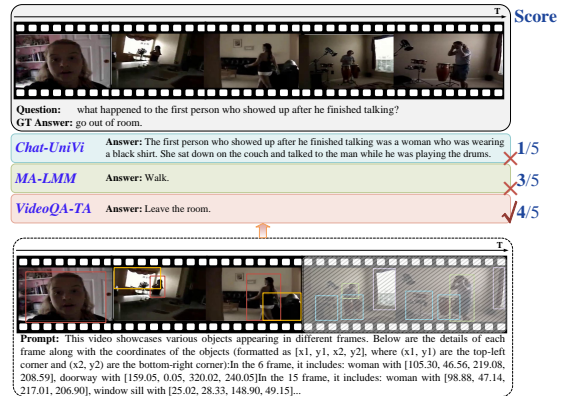 T
Score
Question: what happened to the first person who showed up after he finished talking?
GT Answer: go out of room.
Chat-UniVi
Answer: The first person who showed up after he finished talking was a woman who was wearing
a black shirt. She sat down on the couch and talked to the man while he was playing the drums.
1/5
MA-LMM
Answer: Walk.
3/5
VideoQA-TA
Answer: Leave the room.
4/5
T
Prompt: This video showcases various objects appearing in different frames. Below are the details of each
frame along with the coordinates of the objects (formatted as [x1, y1, x2, y2], where (x1, y1) are the top-left
corner and (x2, y2) are the bottom-right corner):In the 6 frame, it includes: woman with [105.30, 46.56, 219.08,
208.59], doorway with [159.05, 0.05, 320.02, 240.05]In the 15 frame, it includes: woman with [98.88, 47.14,
217.01, 206.90], window sill with [25.02, 28.33, 148.90, 49.15]...